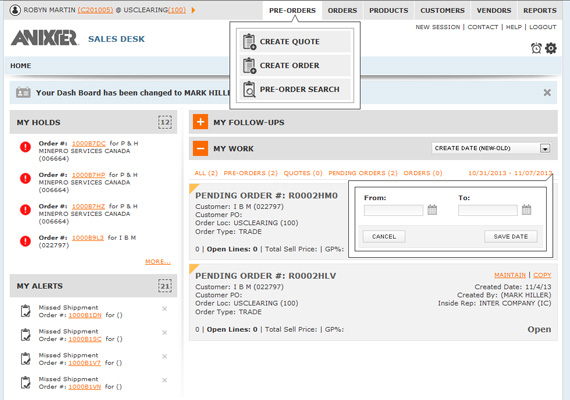 ROBYN MARTIN (C201005) @ USCLEARING(100)
PRE-ORDERS ORDERS PRODUCTS CUSTOMERS VENDORS REPORTS
NEW SESSION | CONTACT | HELP | LOGOUT
ANIXTER SALES DESK
CREATE QUOTE
CREATE ORDER
PRE-ORDER SEARCH
HOME
Your Dash Board has been changed to MARK HILL
MY HOLDS 12
Order #: 1000B7DC for P & H
MINEPRO SERVICES CANADA
(006664)
Order #: 1000B7HP for P & H
MINEPRO SERVICES CANADA
(006664)
Order #: 1000B7HZ for P & H
MINEPRO SERVICES CANADA
(006664)
Order #: 1000B9L3 for I B M
(022797)
MORE...
MY ALERTS 21
Missed Shippment
Order #: 1000B1DN for ()
Missed Shippment
Order #: 1000B1SC for ()
Missed Shippment
Order #: 1000B1V7 for ()
Missed Shippment
Order #: 1000B1VN for ()
MY FOLLOW-UPS
MY WORK CREATE DATE (NEW-OLD)
ALL (2) PRE-ORDERS (2) QUOTES (0) PENDING ORDERS (2) ORDERS (0) 10/31/2013 - 11/07/2013
PENDING ORDER #: R0002HM0
Customer: I B M (022797)
Customer PO:
Order Loc: USCLEARING (100)
Order Type: TRADE
0 | Open Lines: 0 | Total Sell Price: | GP%:
From: To:
CANCEL SAVE DATE
PENDING ORDER #: R0002HLV MAINTAIN | COPY
Customer: I B M (022797) Created Date: 11/4/13
Customer PO: Created By: (MARK HILLER)
Order Loc: USCLEARING (100) Inside Rep: INTER COMPANY (IC)
Order Type: TRADE
0 | Open Lines: 0 | Total Sell Price: | GP%: Open